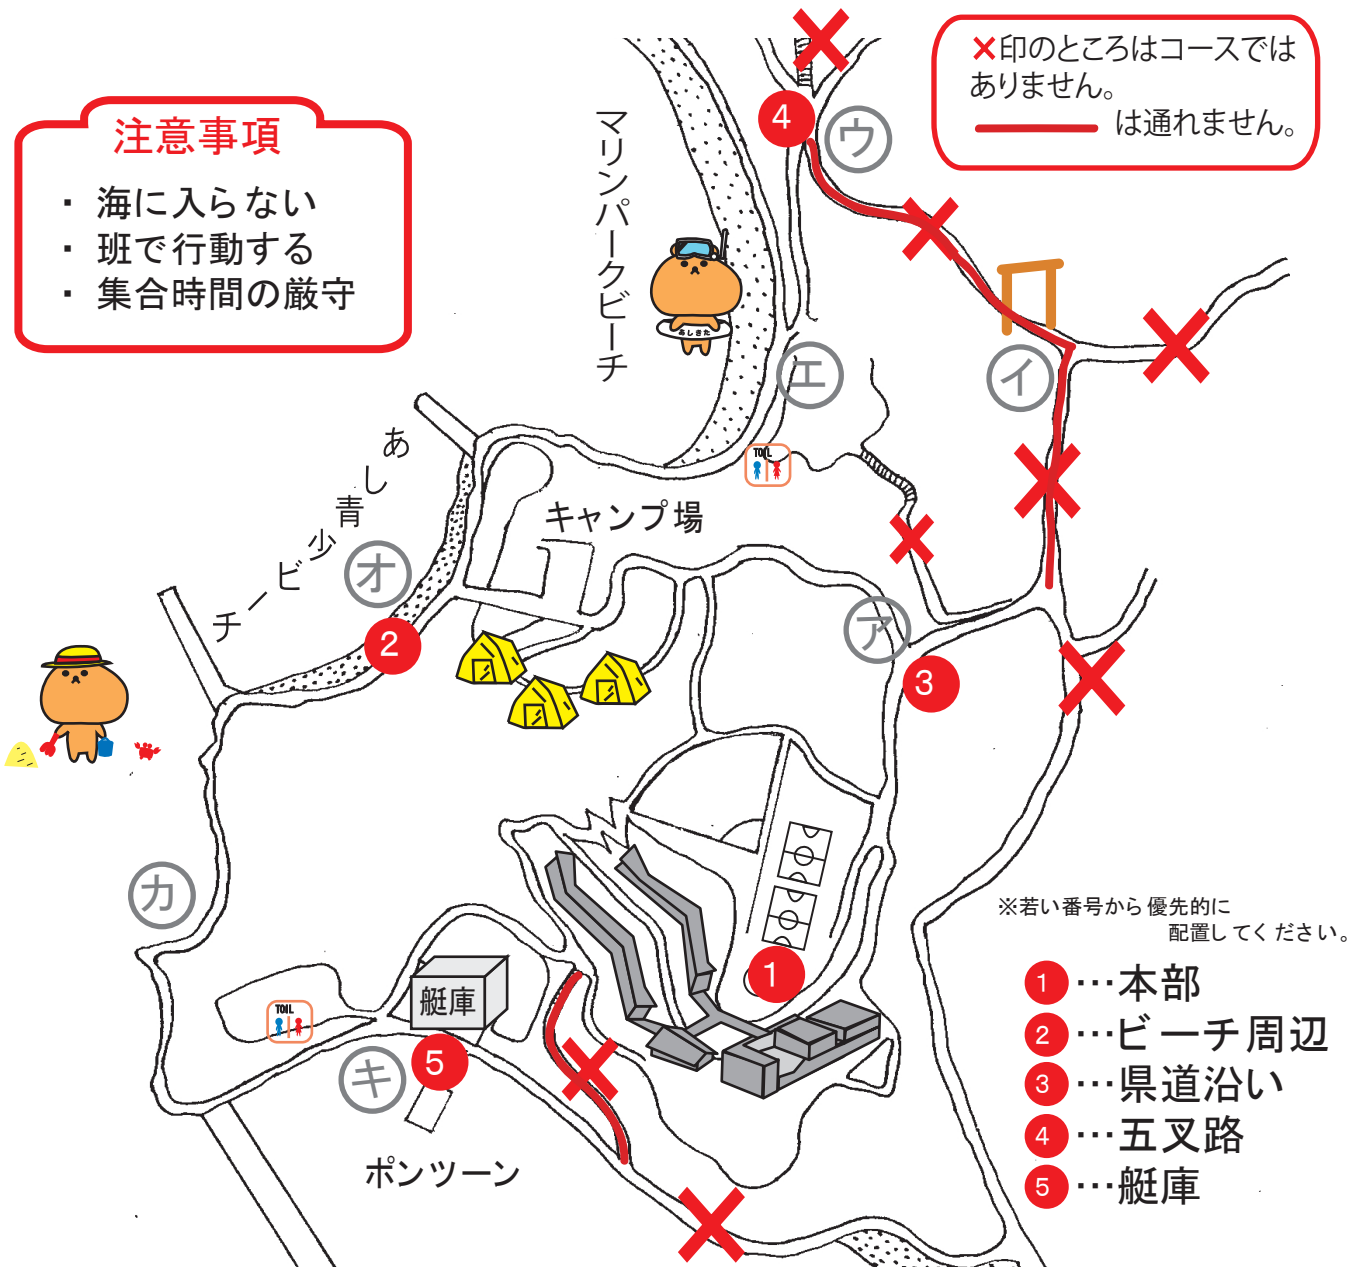 ×印のところはコースでは
ありません。
は通れません。
注意事項
・ 海に入らない
・ 班で行動する
・ 集合時間の厳守
マリンパークビーチ
あしきた
4
ウ
イ
エ
TOIL
あし青少ビーチ
キャンプ場
オ
2
ア
3
カ
※若い番号から優先的に
配置してください。
1
艇庫
TOIL
キ
5
ポンツーン
1…本部
2…ビーチ周辺
3…県道沿い
4…五叉路
5…艇庫